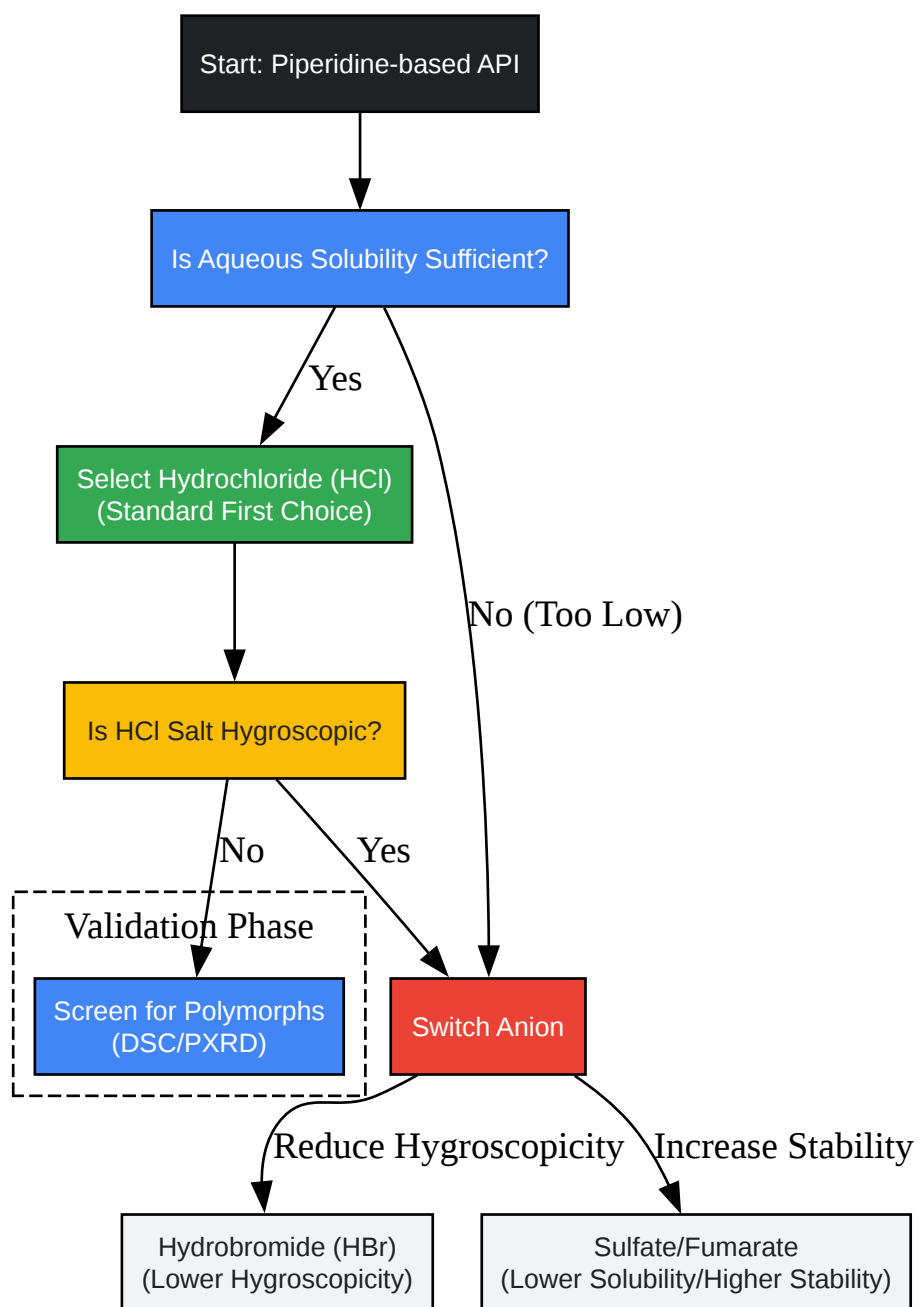 Start: Piperidine-based API
Is Aqueous Solubility Sufficient?
Yes
Select Hydrochloride (HCl)
(Standard First Choice)
No (Too Low)
Is HCl Salt Hygroscopic?
No
Yes
Validation Phase
Screen for Polymorphs
(DSC/PXRD)
Switch Anion
Reduce Hygroscopicity
Increase Stability
Hydrobromide (HBr)
(Lower Hygroscopicity)
Sulfate/Fumarate
(Lower Solubility/Higher Stability)